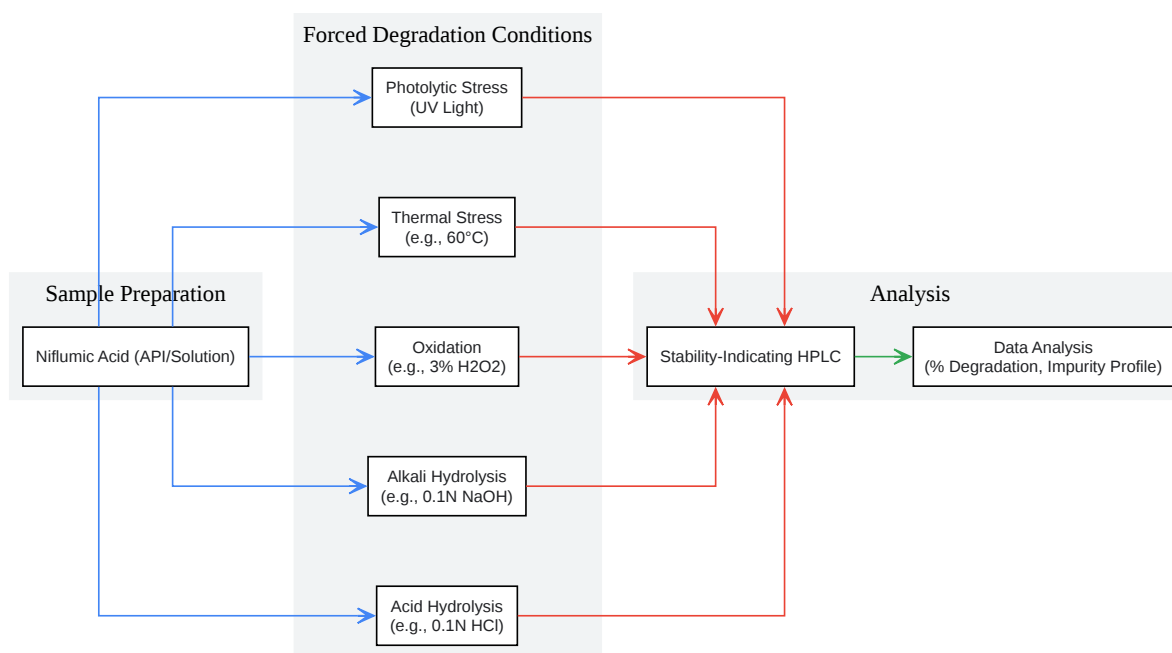 Forced Degradation Conditions
Photolytic Stress
(UV Light)
Thermal Stress
(e.g., 60°C)
Sample Preparation
Niflumic Acid (API/Solution)
Oxidation
(e.g., 3% H2O2)
Analysis
Stability-Indicating HPLC
Data Analysis
(% Degradation, Impurity Profile)
Alkali Hydrolysis
(e.g., 0.1N NaOH)
Acid Hydrolysis
(e.g., 0.1N HCl)